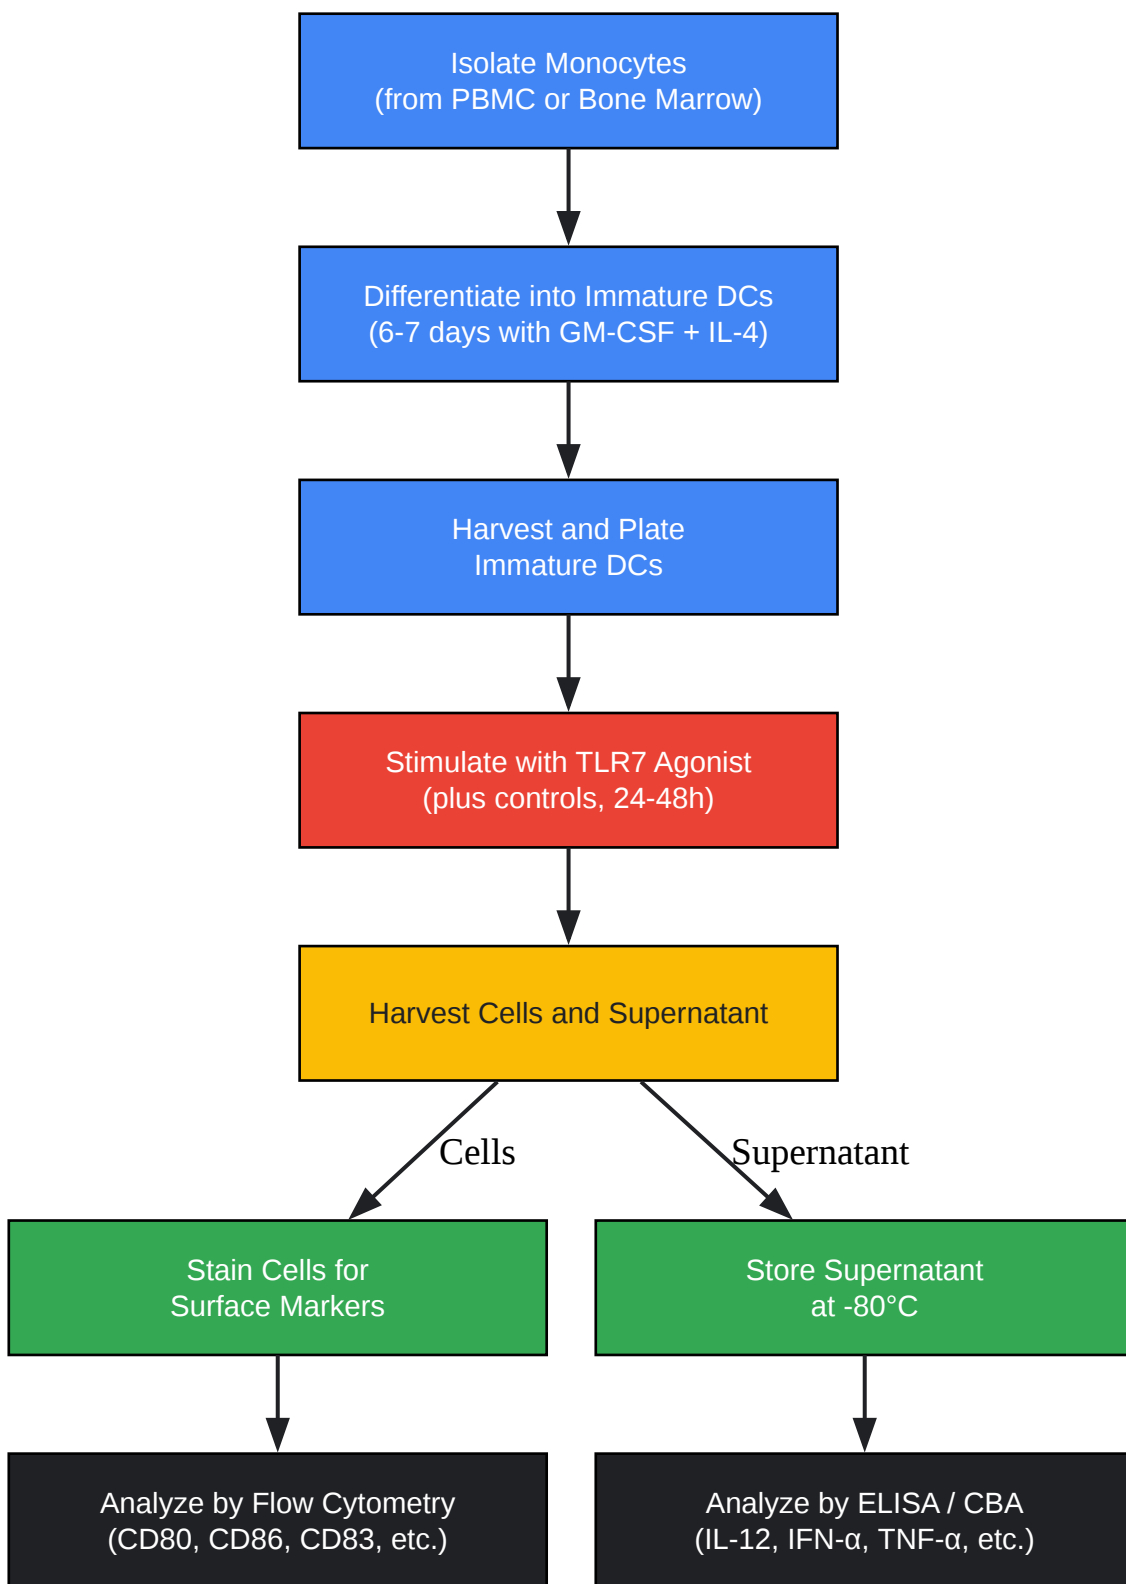 Isolate Monocytes
(from PBMC or Bone Marrow)
Differentiate into Immature DCs
(6-7 days with GM-CSF + IL-4)
Harvest and Plate
Immature DCs
Stimulate with TLR7 Agonist
(plus controls, 24-48h)
Harvest Cells and Supernatant
Cells
Supernatant
Stain Cells for
Surface Markers
Store Supernatant
at -80°C
Analyze by Flow Cytometry
(CD80, CD86, CD83, etc.)
Analyze by ELISA / CBA
(IL-12, IFN-α, TNF-α, etc.)